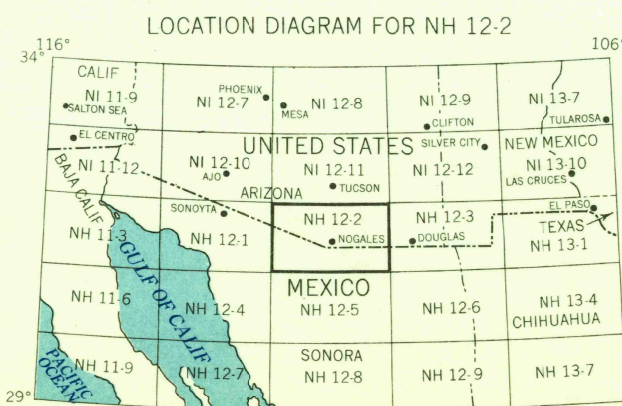 LOCATION DIAGRAM FOR NH 12-2
116°
106°
34°
CALIF
NI 11-9
SALTON SEA
PHOENIX
NI 12-7
MESA
NI 12-8
NI 12-9
CLIFTON
NI 13-7
TULAROSA
EL CENTRO
UNITED STATES
SILVER CITY
NEW MEXICO
NI 11-12
NI 12-10
AJO
NI 12-11
TUCSON
NI 12-12
NI 13-10
LAS CRUCES
BAJA CALIF
ARIZONA
SONOYTA
EL PASO
NH 11-3
NH 12-1
NH 12-2
NOGALES
NH 12-3
DOUGLAS
TEXAS
NH 13-1
GULF OF CALIF
MEXICO
NH 11-6
NH 12-4
NH 12-5
NH 12-6
NH 13-4
CHIHUAHUA
PACIFIC
OCEAN
NH 11-9
NH 12-7
SONORA
NH 12-8
NH 12-9
NH 13-7
29°